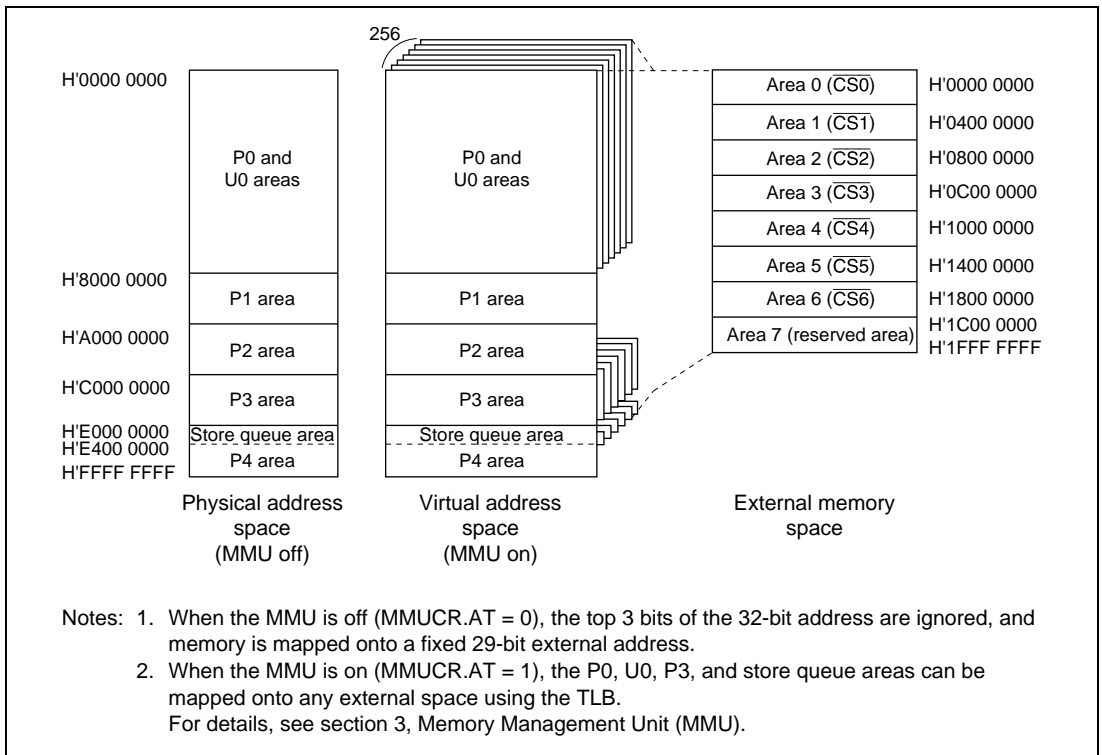 256
H'0000 0000
P0 and
U0 areas
H'8000 0000
P1 area
H'A000 0000
P2 area
H'C000 0000
P3 area
H'E000 0000
Store queue area
H'E400 0000
P4 area
H'FFFF FFFF
Physical address
space
(MMU off)
P0 and
U0 areas
P1 area
P2 area
P3 area
Store queue area
P4 area
Virtual address
space
(MMU on)
Area 0 (C̅S̅0̅) H'0000 0000
Area 1 (C̅S̅1̅) H'0400 0000
Area 2 (C̅S̅2̅) H'0800 0000
Area 3 (C̅S̅3̅) H'0C00 0000
Area 4 (C̅S̅4̅) H'1000 0000
Area 5 (C̅S̅5̅) H'1400 0000
Area 6 (C̅S̅6̅) H'1800 0000
Area 7 (reserved area) H'1C00 0000
H'1FFF FFFF
External memory
space
Notes: 1. When the MMU is off (MMUCR.AT = 0), the top 3 bits of the 32-bit address are ignored, and
memory is mapped onto a fixed 29-bit external address.
2. When the MMU is on (MMUCR.AT = 1), the P0, U0, P3, and store queue areas can be
mapped onto any external space using the TLB.
For details, see section 3, Memory Management Unit (MMU).